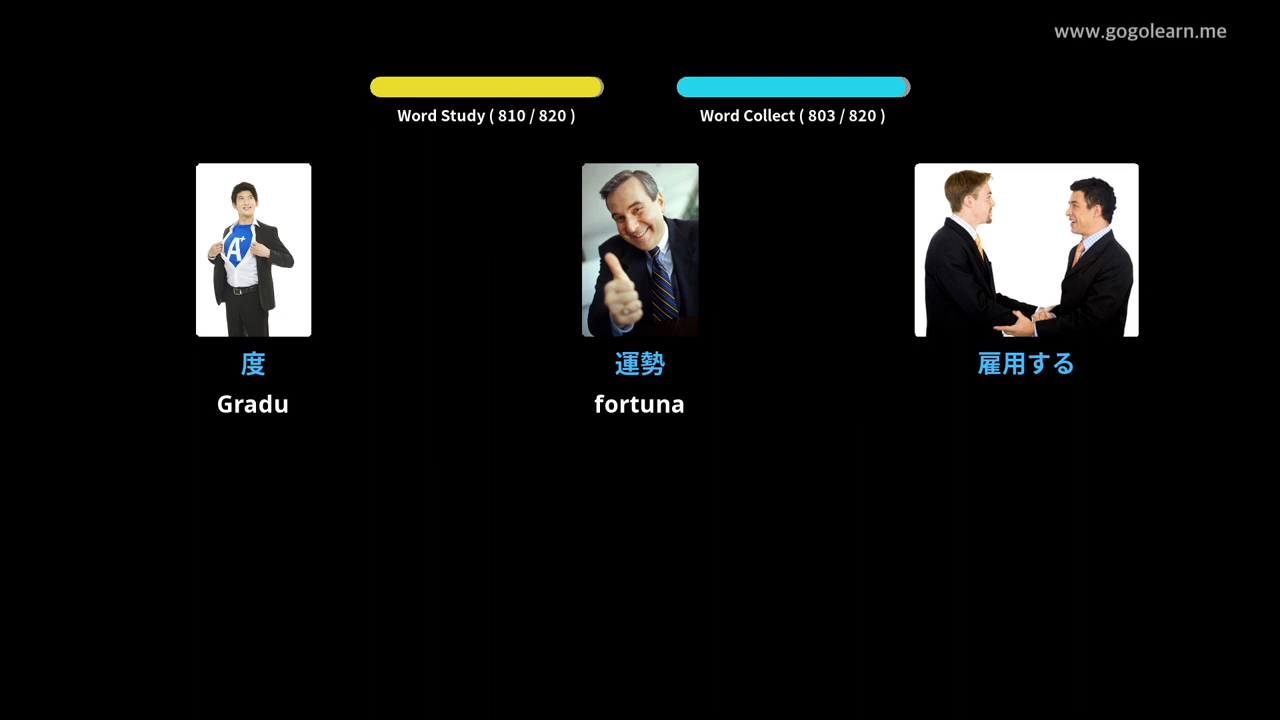 www.gogolearn.me
Word Study ( 810 / 820 )
Word Collect ( 803 / 820 )
A+
度
運勢
雇用する
Gradu
fortuna